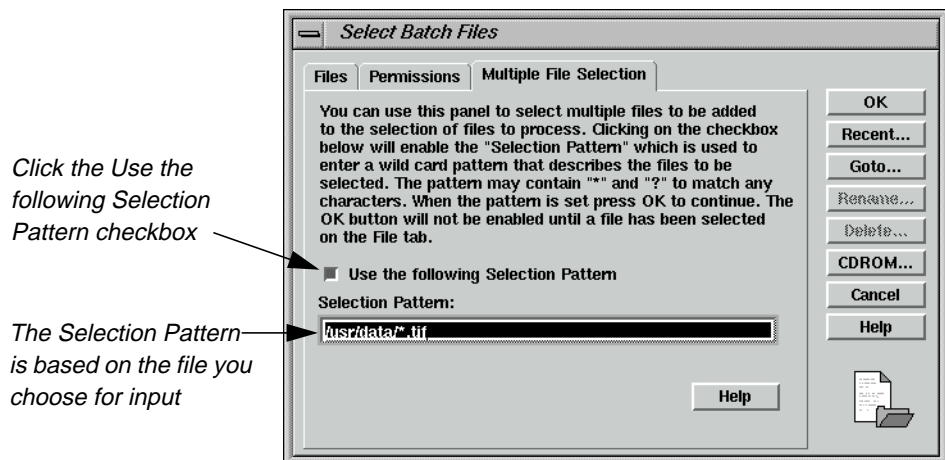 Select Batch Files
Files Permissions Multiple File Selection
You can use this panel to select multiple files to be added
to the selection of files to process. Clicking on the checkbox
below will enable the "Selection Pattern" which is used to
enter a wild card pattern that describes the files to be
selected. The pattern may contain "*" and "?" to match any
characters. When the pattern is set press OK to continue. The
OK button will not be enabled until a file has been selected
on the File tab.
Use the following Selection Pattern
Selection Pattern:
/usr/data/*.tif
Help
OK
Recent...
Goto...
Rename...
Delete...
CDROM...
Cancel
Help
Click the Use the
following Selection
Pattern checkbox
The Selection Pattern
is based on the file you
choose for input